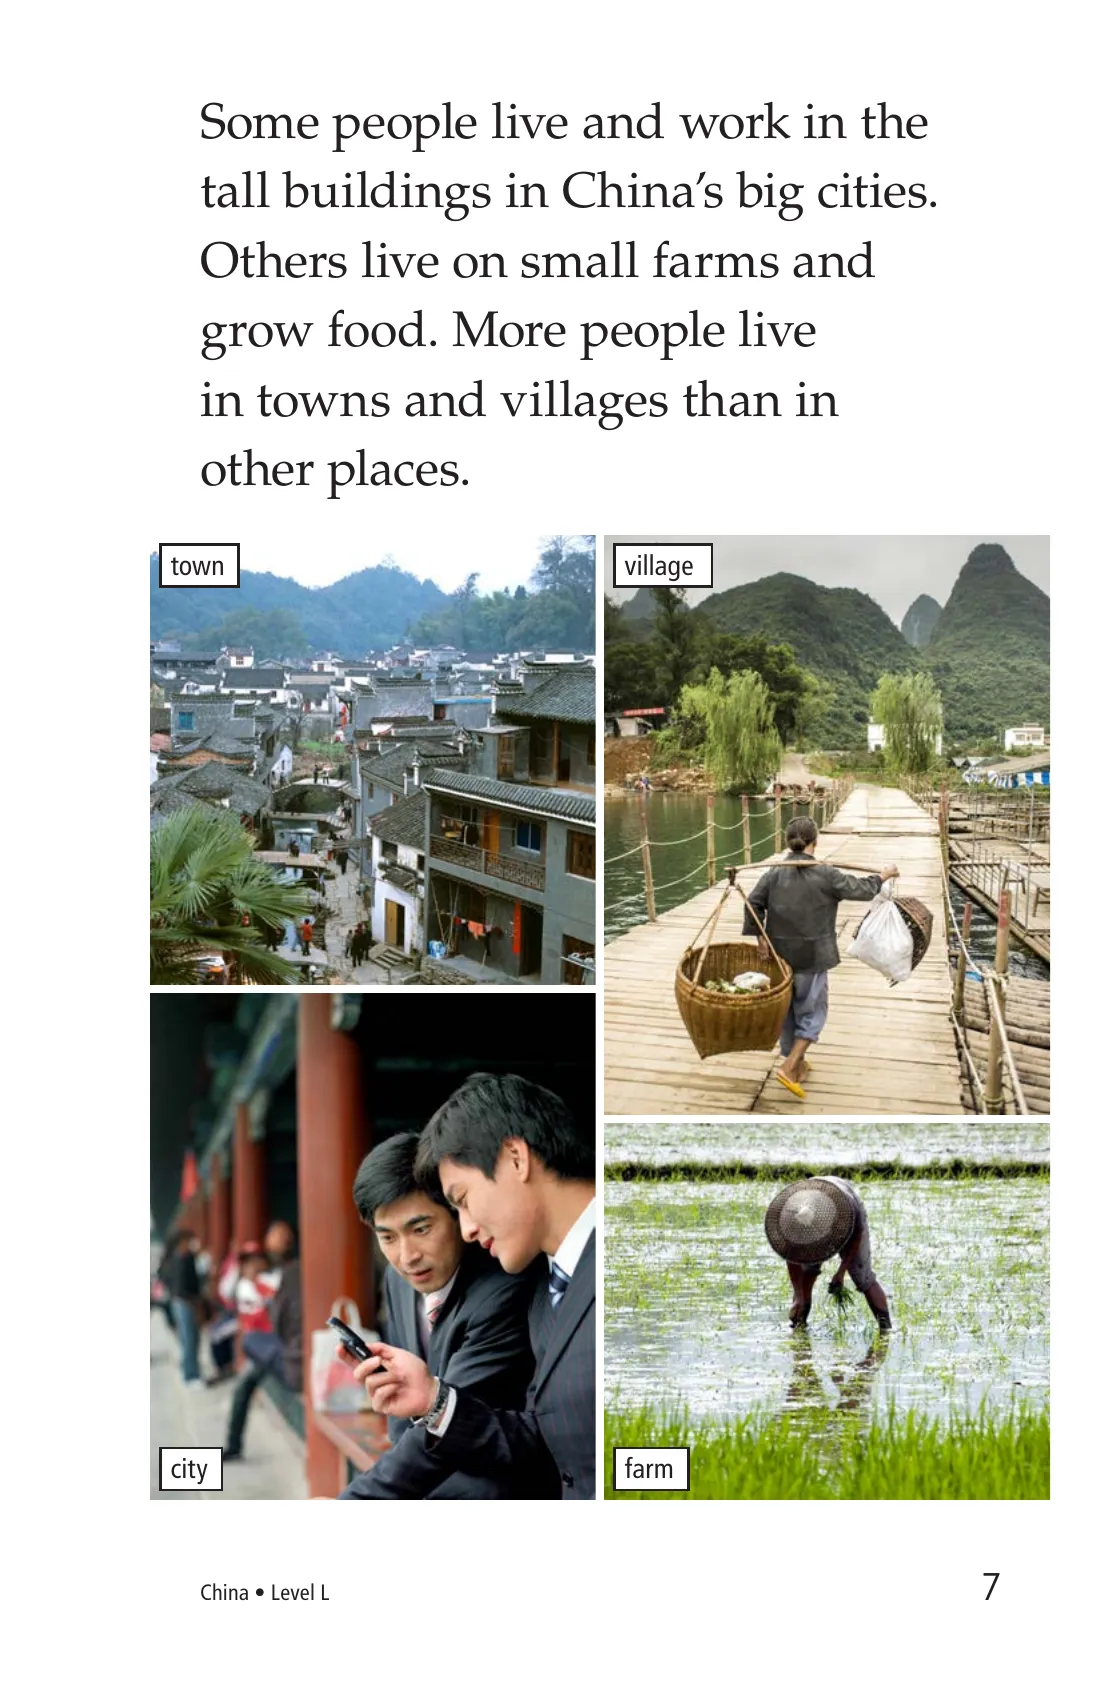 Some people live and work in the
tall buildings in China’s big cities.
Others live on small farms and
grow food. More people live
in towns and villages than in
other places.
town
village
city
farm
China • Level L
7